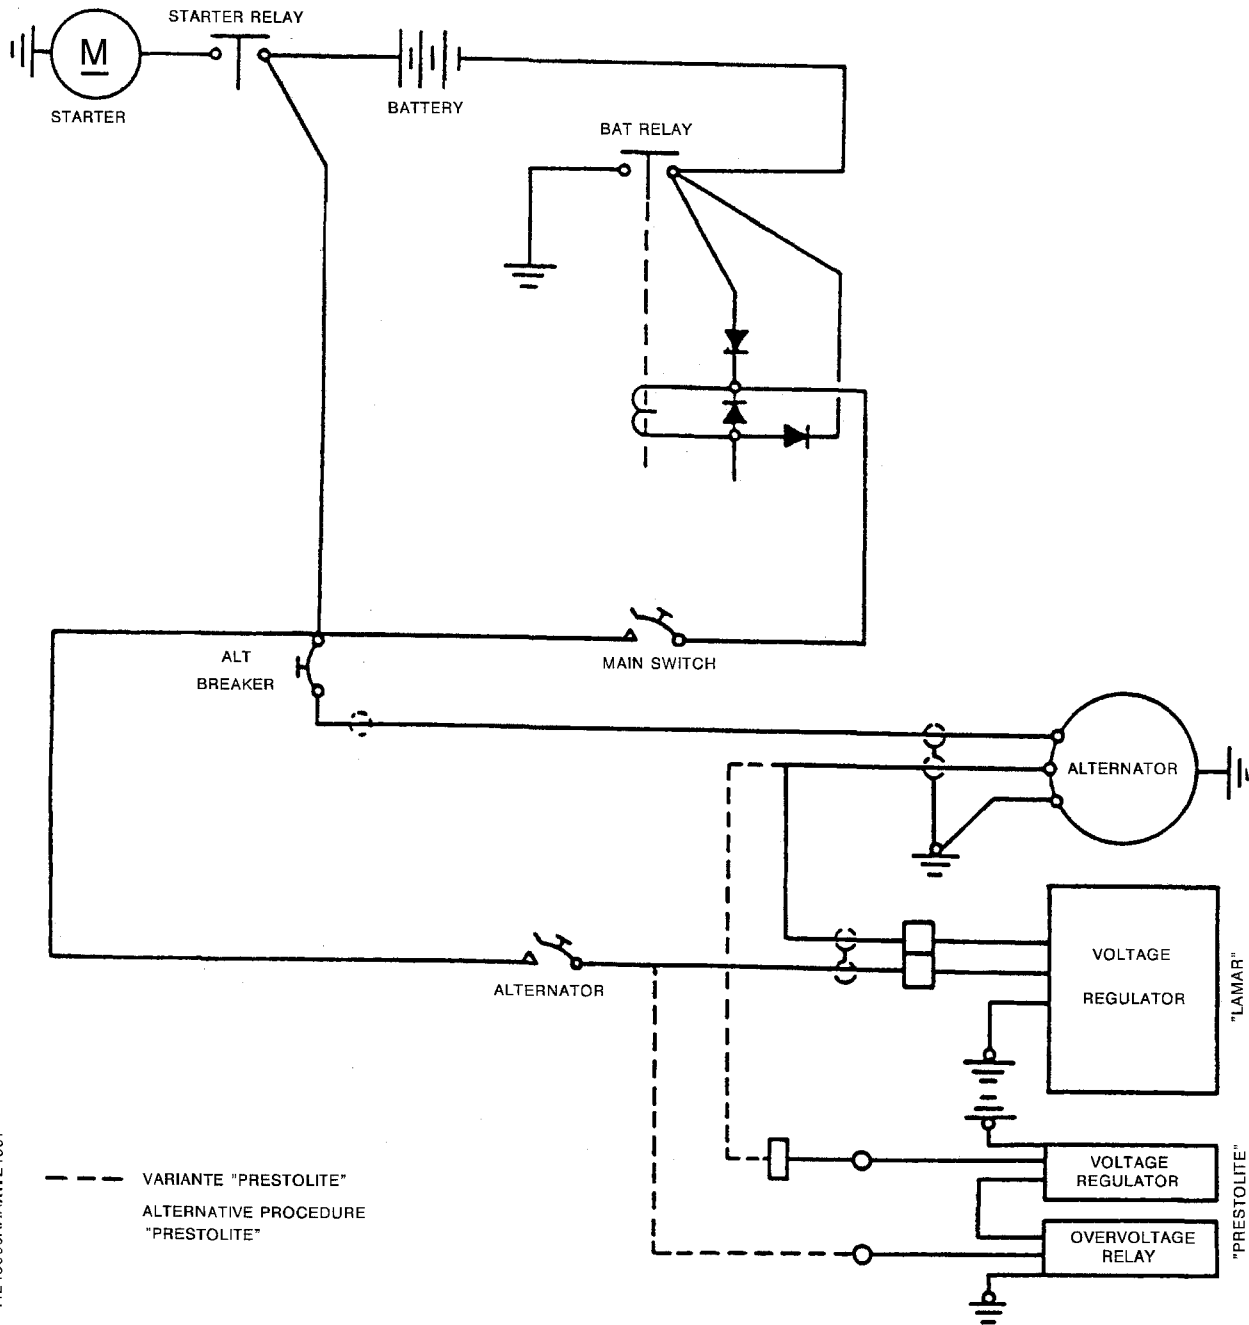 STARTER RELAY
M
STARTER
BATTERY
BAT RELAY
ALT
BREAKER
MAIN SWITCH
ALTERNATOR
ALTERNATOR
VOLTAGE
REGULATOR
"LAMAR"
VARIANTE "PRESTOLITE"
ALTERNATIVE PROCEDURE
"PRESTOLITE"
VOLTAGE
REGULATOR
OVERVOLTAGE
RELAY
"PRESTOLITE"